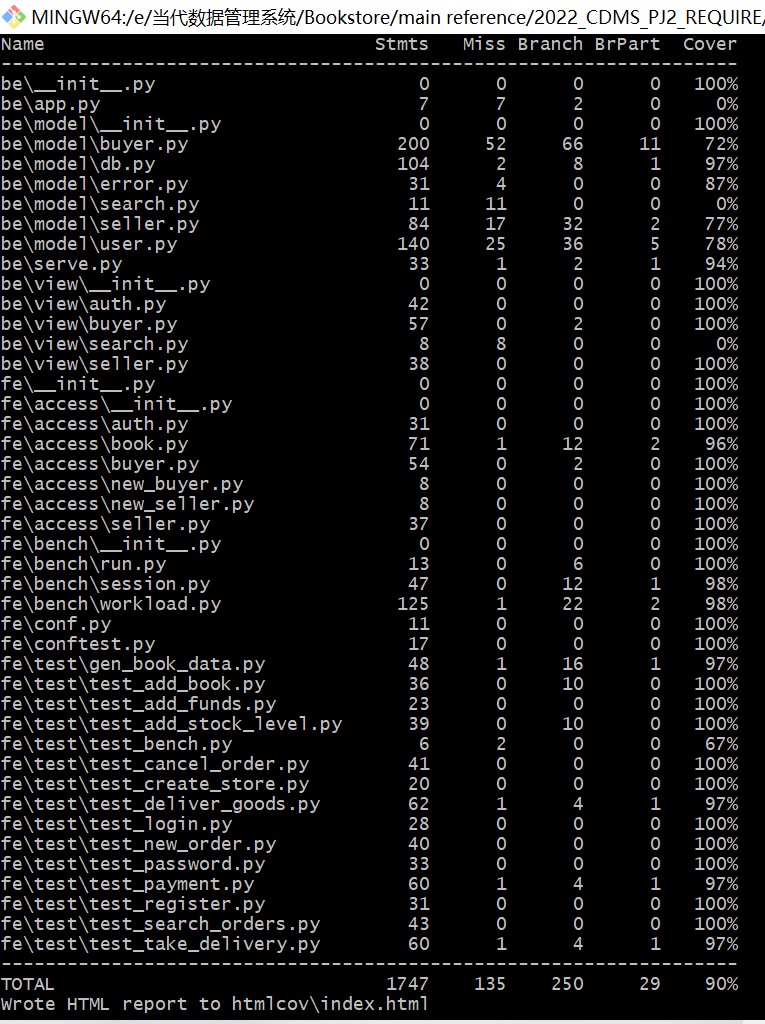 MINGW64:/e/当代数据管理系统/Bookstore/main reference/2022_CDMS_PJ2_REQUIRE/
Name Stmts Miss Branch BrPart Cover
-------------------------------------------------------------------
be\__init__.py 0 0 0 0 100%
be\app.py 7 7 2 0 0%
be\model\__init__.py 0 0 0 0 100%
be\model\buyer.py 200 52 66 11 72%
be\model\db.py 104 2 8 1 97%
be\model\error.py 31 4 0 0 87%
be\model\search.py 11 11 0 0 0%
be\model\seller.py 84 17 32 2 77%
be\model\user.py 140 25 36 5 78%
be\serve.py 33 1 2 1 94%
be\view\__init__.py 0 0 0 0 100%
be\view\auth.py 42 0 0 0 100%
be\view\buyer.py 57 0 2 0 100%
be\view\search.py 8 8 0 0 0%
be\view\seller.py 38 0 0 0 100%
fe\__init__.py 0 0 0 0 100%
fe\access\__init__.py 0 0 0 0 100%
fe\access\auth.py 31 0 0 0 100%
fe\access\book.py 71 1 12 2 96%
fe\access\buyer.py 54 0 2 0 100%
fe\access\new_buyer.py 8 0 0 0 100%
fe\access\new_seller.py 8 0 0 0 100%
fe\access\seller.py 37 0 0 0 100%
fe\bench\__init__.py 0 0 0 0 100%
fe\bench\run.py 13 0 6 0 100%
fe\bench\session.py 47 0 12 1 98%
fe\bench\workload.py 125 1 22 2 98%
fe\conf.py 11 0 0 0 100%
fe\conftest.py 17 0 0 0 100%
fe\test\gen_book_data.py 48 1 16 1 97%
fe\test\test_add_book.py 36 0 10 0 100%
fe\test\test_add_funds.py 23 0 0 0 100%
fe\test\test_add_stock_level.py 39 0 10 0 100%
fe\test\test_bench.py 6 2 0 0 67%
fe\test\test_cancel_order.py 41 0 0 0 100%
fe\test\test_create_store.py 20 0 0 0 100%
fe\test\test_deliver_goods.py 62 1 4 1 97%
fe\test\test_login.py 28 0 0 0 100%
fe\test\test_new_order.py 40 0 0 0 100%
fe\test\test_password.py 33 0 0 0 100%
fe\test\test_payment.py 60 1 4 1 97%
fe\test\test_register.py 31 0 0 0 100%
fe\test\test_search_orders.py 43 0 0 0 100%
fe\test\test_take_delivery.py 60 1 4 1 97%
-------------------------------------------------------------------
TOTAL 1747 135 250 29 90%
Wrote HTML report to htmlcov\index.html